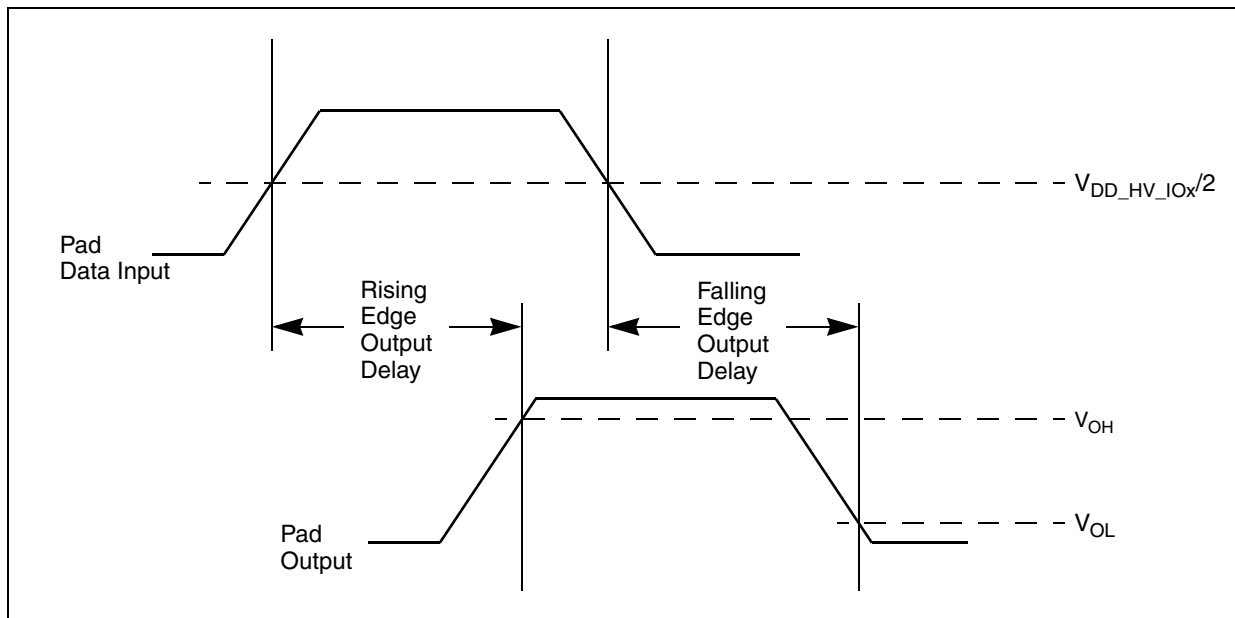 V_DD_HV_IOx/2
Pad
Data Input
Rising
Edge
Output
Delay
Falling
Edge
Output
Delay
V_OH
V_OL
Pad
Output